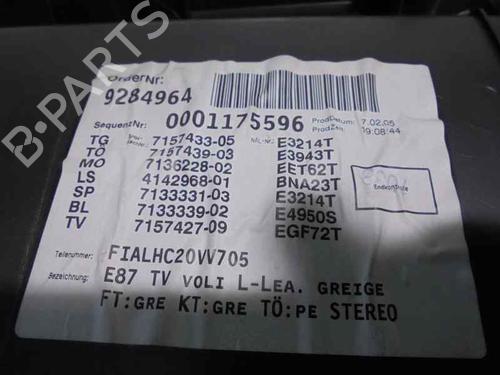 B-PARTS
OrderNr:
9284964
SequenzNr: 0001175596
ProdDatum: 7.02.05
ProdZeit: 19:08:44
TG 7157433-05 E3214T
TO 7157439-03 E3943T
MO 7136228-02 EET62T
LS 4142968-01 BNA23T
SP 7133331-03 E3214T
BL 7133339-02 E4950S
TV 7157427-09 EGF72T
Endkontrolle
Teilenummer: FIALHC20VV705
Bezeichnung: E87 TV VOLI L-LEA. GREIGE
FT:GRE KT:GRE TÖ:PE STEREO